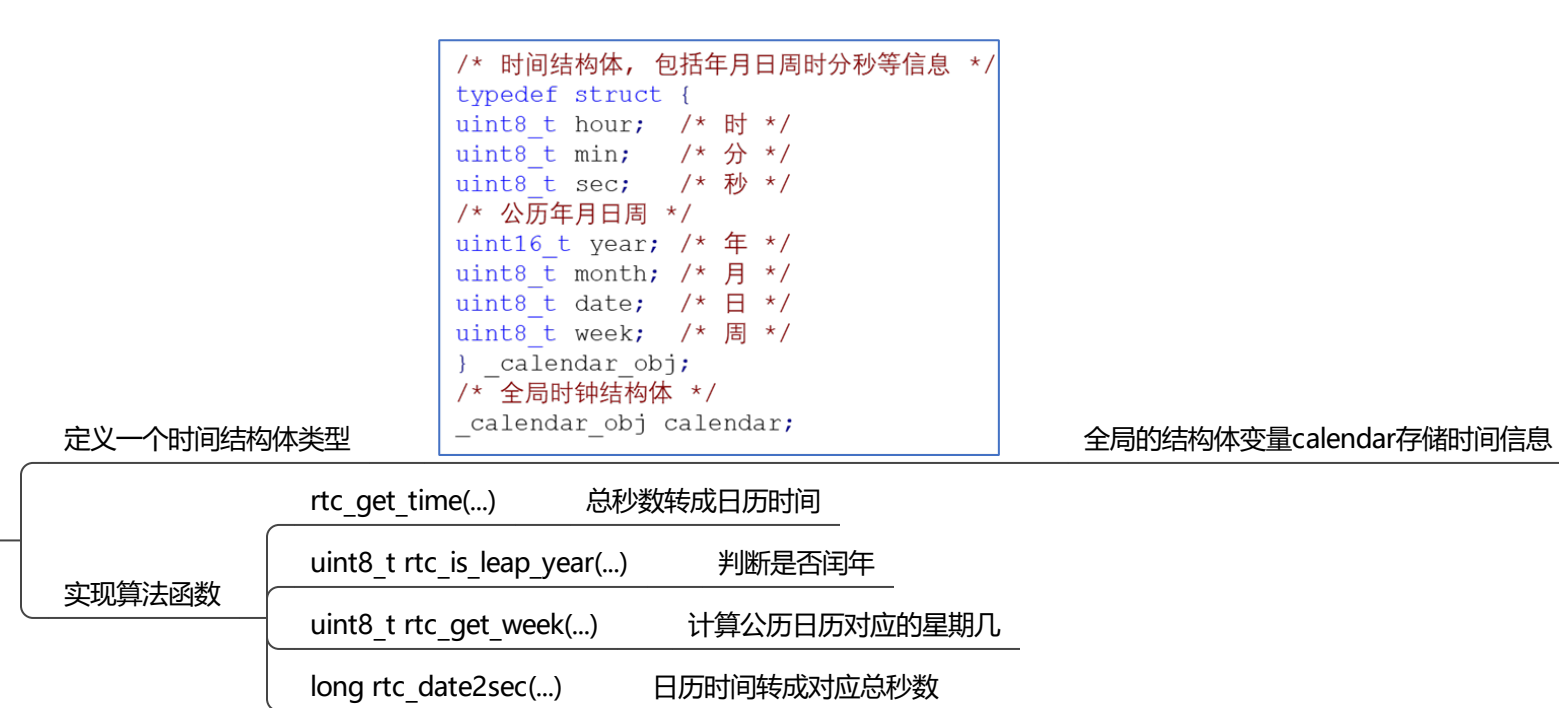 /* 时间结构体, 包括年月日周时分秒等信息 */
typedef struct {
uint8_t hour; /* 时 */
uint8_t min; /* 分 */
uint8_t sec; /* 秒 */
/* 公历年月日周 */
uint16_t year; /* 年 */
uint8_t month; /* 月 */
uint8_t date; /* 日 */
uint8_t week; /* 周 */
} _calendar_obj;
/* 全局时钟结构体 */
_calendar_obj calendar;
定义一个时间结构体类型
全局的结构体变量calendar存储时间信息
实现算法函数
rtc_get_time(...) 总秒数转成日历时间
uint8_t rtc_is_leap_year(...) 判断是否闰年
uint8_t rtc_get_week(...) 计算公历日历对应的星期几
long rtc_date2sec(...) 日历时间转成对应总秒数